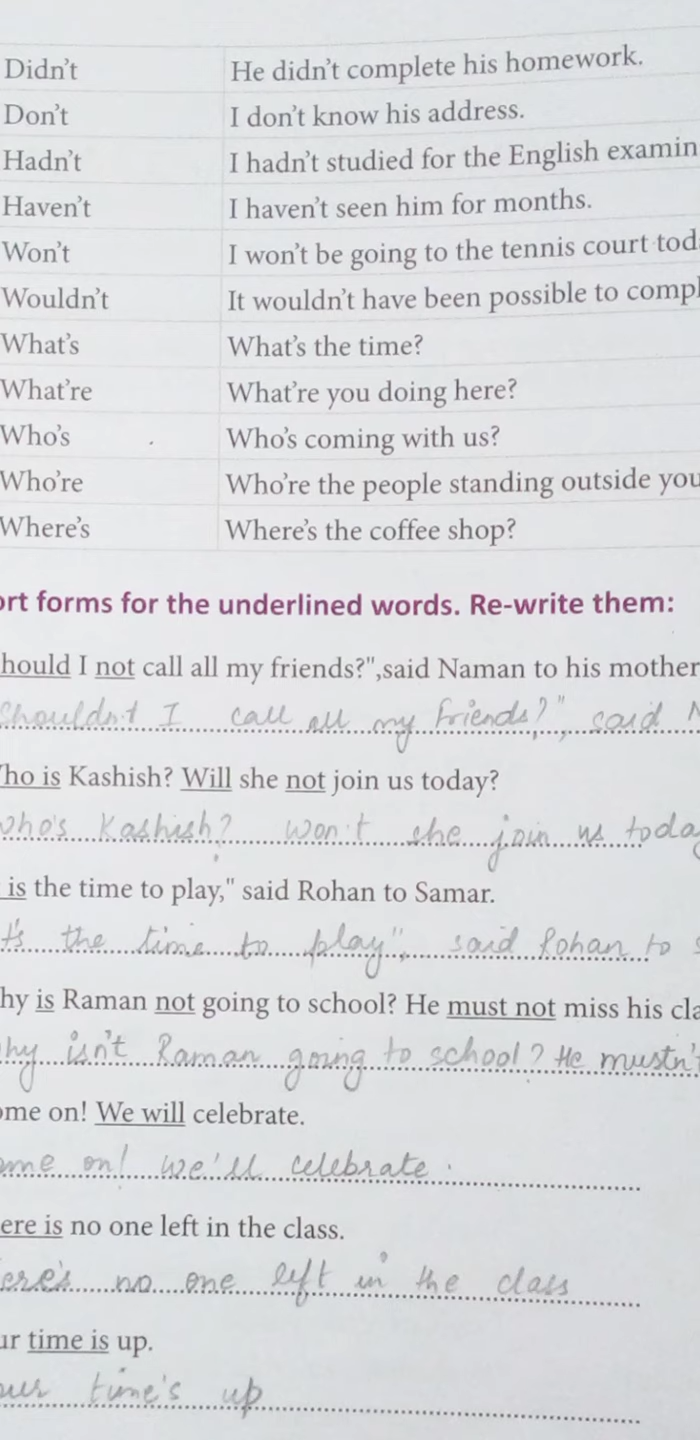 Didn't He didn't complete his homework.
Don't I don't know his address.
Hadn't I hadn't studied for the English examin
Haven't I haven't seen him for months.
Won't I won't be going to the tennis court tod
Wouldn't It wouldn't have been possible to compl
What's What's the time?
What're What're you doing here?
Who's Who's coming with us?
Who're Who're the people standing outside you
Where's Where's the coffee shop?
ort forms for the underlined words. Re-write them:
hould I not call all my friends?",said Naman to his mother
Shouldn't I call all my friends?", said N
ho is Kashish? Will she not join us today?
who's Kashish? Won't she join us today
is the time to play," said Rohan to Samar.
t's the time to play", said Rohan to s
hy is Raman not going to school? He must not miss his cla
hy isn't Raman going to school? He mustn't
ome on! We will celebrate.
ome on! we'll celebrate.
ere is no one left in the class.
ere's no one left in the class
ur time is up.
our time's up